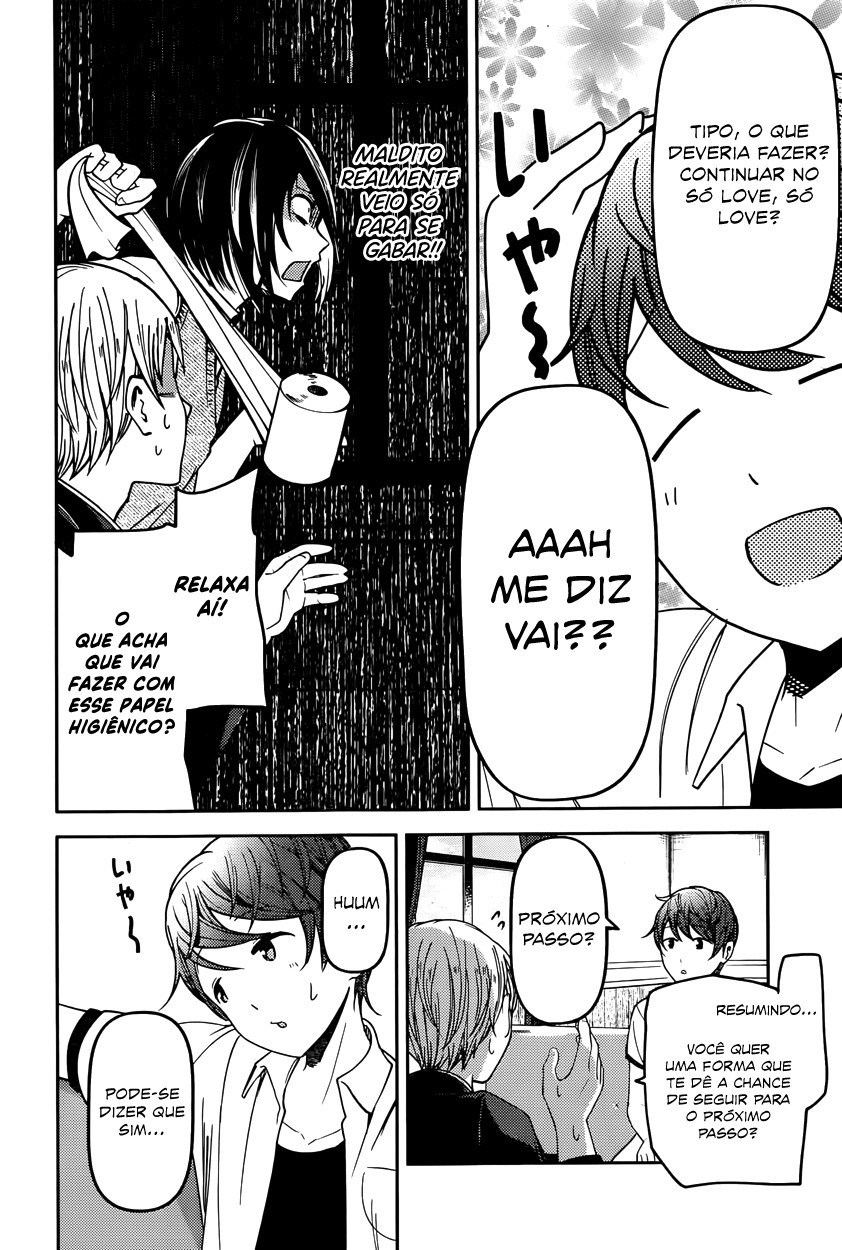 TIPO, O QUE
DEVERIA FAZER?
CONTINUAR NO
SÓ LOVE, SÓ
LOVE?
いや〜
AAAH
ME DIZ
VAI??
MALDITO
REALMENTE
VEIO SÓ
PARA SE
GABAR!!
RELAXA
AÍ!
O
QUE ACHA
QUE VAI
FAZER COM
ESSE PAPEL
HIGIÊNICO?
RESUMINDO...
VOCÊ QUER
UMA FORMA QUE
TE DÊ A CHANCE
DE SEGUIR PARA
O PRÓXIMO
PASSO?
PRÓXIMO
PASSO?
HUUM
...
いや〜
PODE-SE
DIZER QUE
SIM...